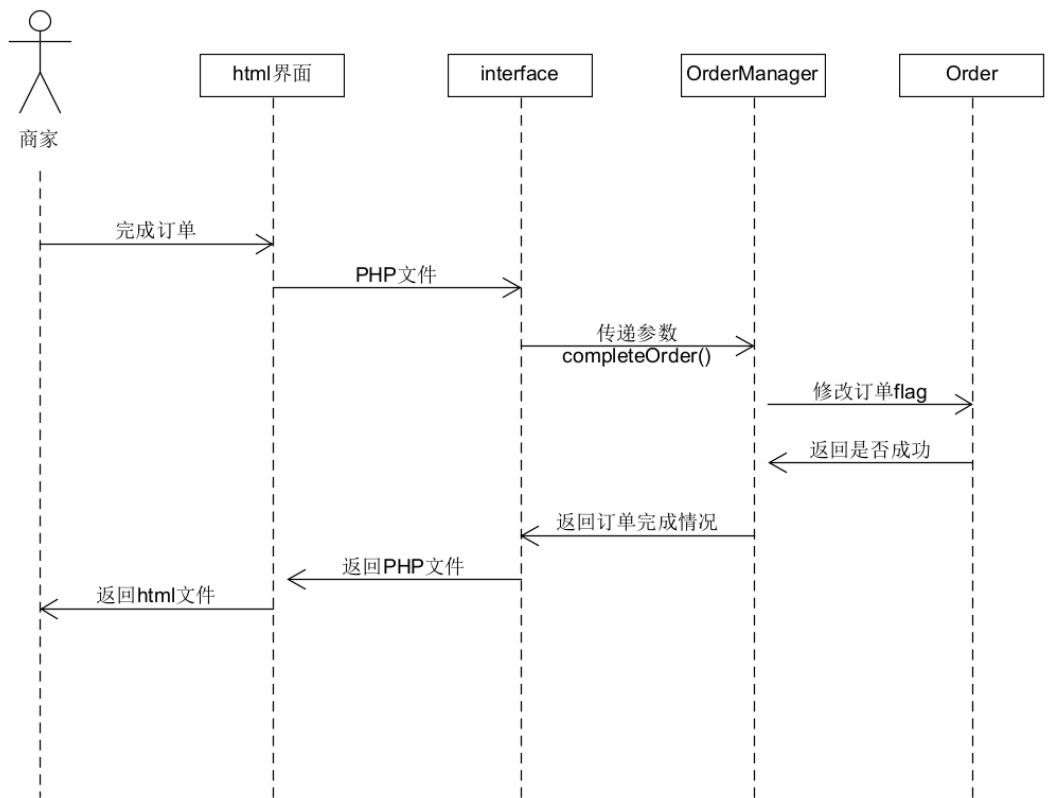 html界面
interface
OrderManager
Order
商家
完成订单
PHP文件
传递参数
completeOrder()
修改订单flag
返回是否成功
返回订单完成情况
返回PHP文件
返回html文件